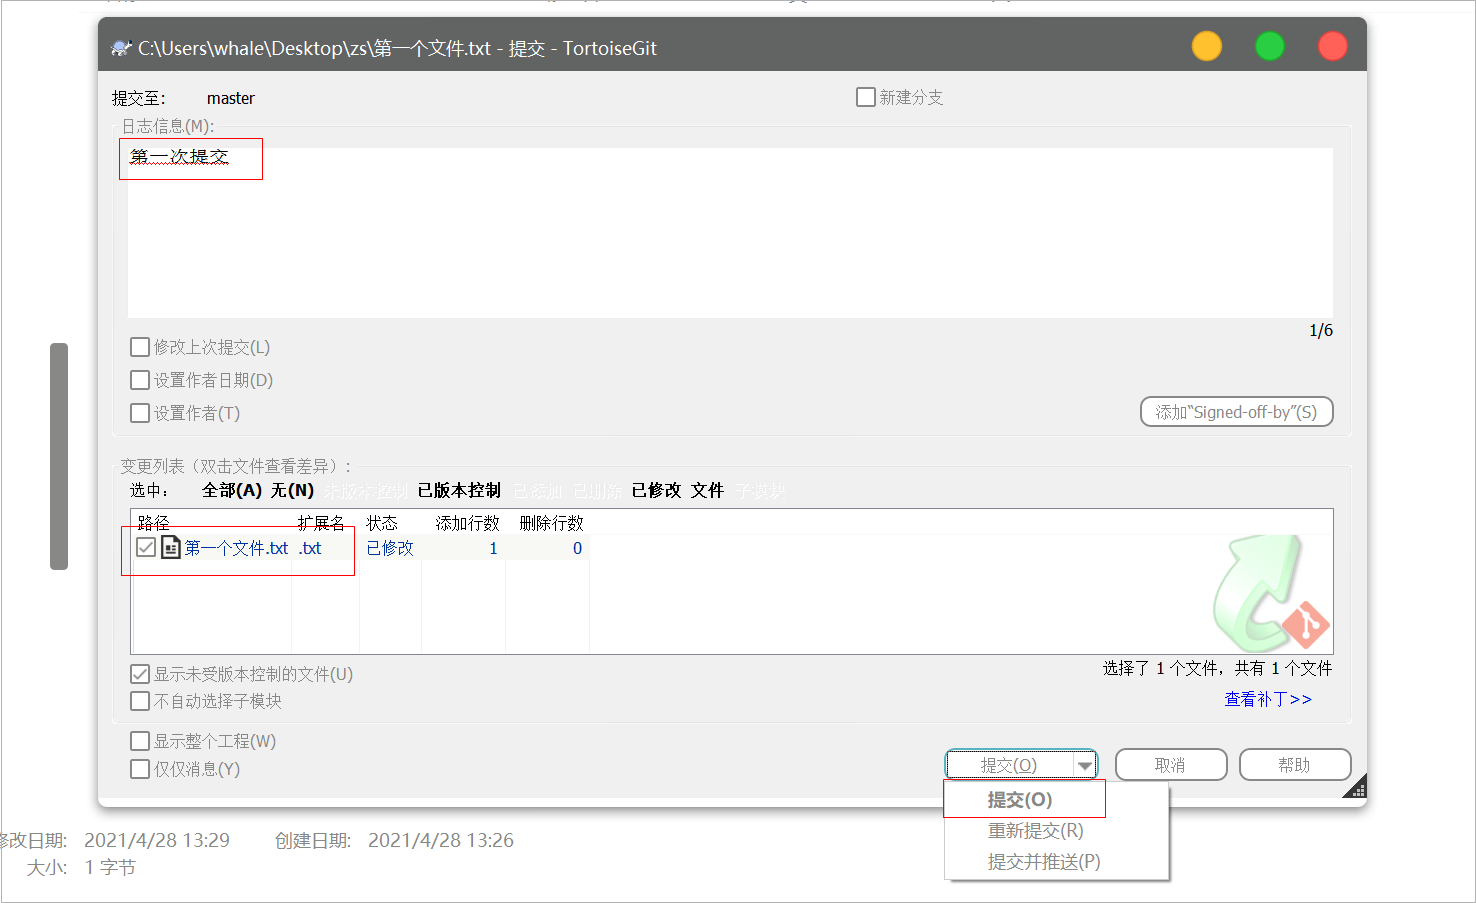 C:\Users\whale\Desktop\zs\第一个文件.txt - 提交 - TortoiseGit
提交至: master 新建分支
日志信息(M):
第一次提交
1/6
修改上次提交(L)
设置作者日期(D)
设置作者(T) 添加“Signed-off-by”(S)
变更列表（双击文件查看差异）:
选中: 全部(A) 无(N) 未版本控制 已版本控制 已添加 已删除 已修改 文件 子模块
路径 扩展名 状态 添加行数 删除行数
第一个文件.txt .txt 已修改 1 0
显示未受版本控制的文件(U) 选择了 1 个文件，共有 1 个文件
不自动选择子模块 查看补丁>>
显示整个工程(W)
仅仅消息(Y) 提交(O) 取消 帮助
提交(O)
重新提交(R)
提交并推送(P)
修改日期: 2021/4/28 13:29 创建日期: 2021/4/28 13:26
大小: 1 字节